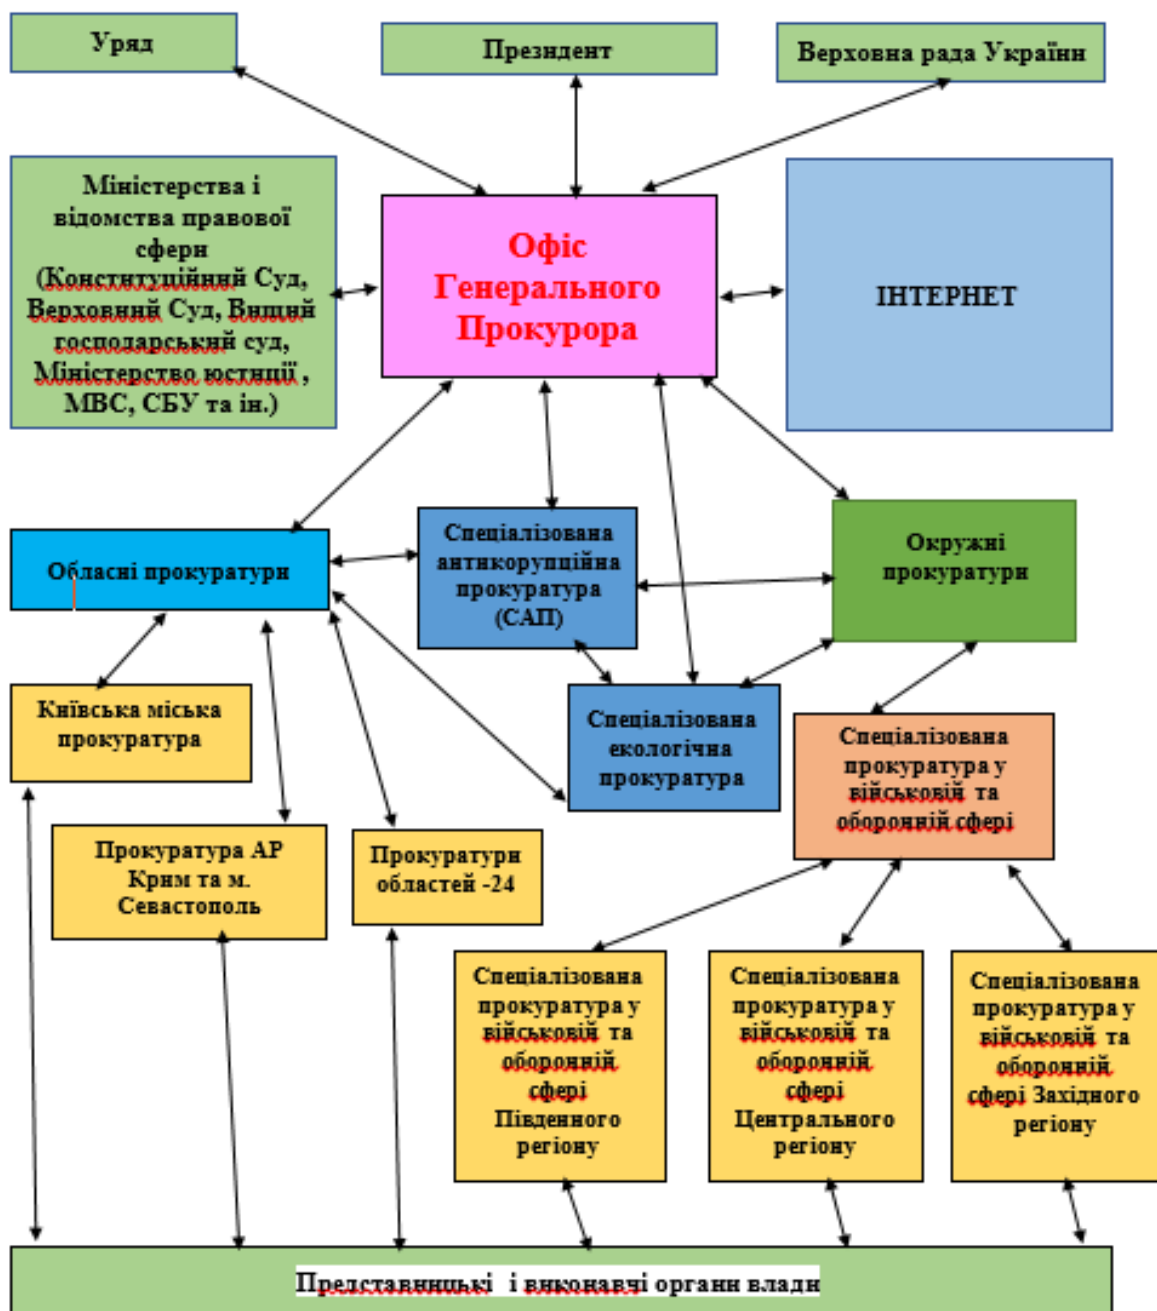 Уряд
Президент
Верховна рада України
Міністерства і
відомства правової
сфери
(Конституційний Суд,
Верховний Суд, Вищий
господарський суд,
Міністерство юстиції ,
МВС, СБУ та ін.)
Офіс
Генерального
Прокурора
ІНТЕРНЕТ
Обласні прокуратури
Спеціалізована
антикорупційна
прокуратура
(САП)
Окружні
прокуратури
Київська міська
прокуратура
Спеціалізована
екологічна
прокуратура
Спеціалізована
прокуратура у
військовій та
оборонній сфері
Прокуратура АР
Крим та м.
Севастополь
Прокуратури
областей -24
Спеціалізована
прокуратура у
військовій та
оборонній
сфері
Південного
регіону
Спеціалізована
прокуратура у
військовій та
оборонній
сфері
Центрального
регіону
Спеціалізована
прокуратура у
військовій та
оборонній
сфері Західного
регіону
Представницькі і виконавчі органи влади